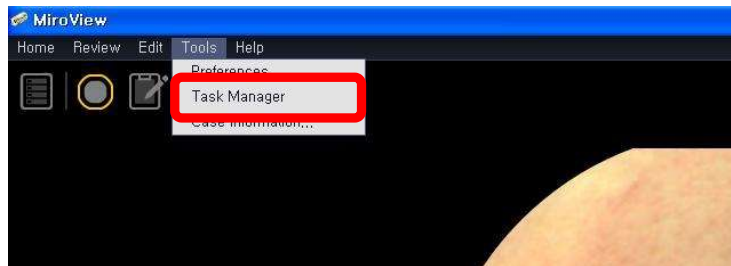 MiroView
Home Review Edit Tools Help
Preferences
Task Manager
Case Information...